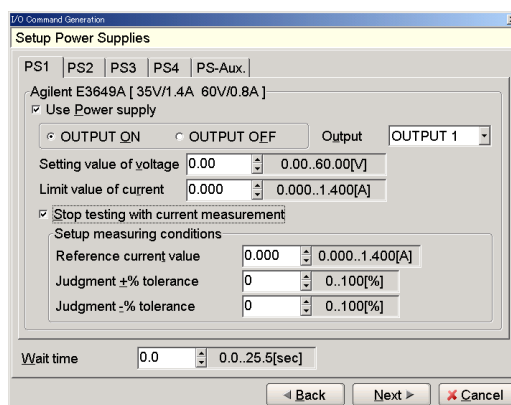 I/O Command Generation
Setup Power Supplies
PS1 PS2 PS3 PS4 PS-Aux.
Agilent E3649A [ 35V/1.4A 60V/0.8A ]
Use Power supply
OUTPUT ON OUTPUT OFF Output OUTPUT 1
Setting value of voltage 0.00 0.00..60.00[V]
Limit value of current 0.000 0.000..1.400[A]
Stop testing with current measurement
Setup measuring conditions
Reference current value 0.000 0.000..1.400[A]
Judgment +% tolerance 0 0..100[%]
Judgment -% tolerance 0 0..100[%]
Wait time 0.0 0.0..25.5[sec]
Back Next Cancel